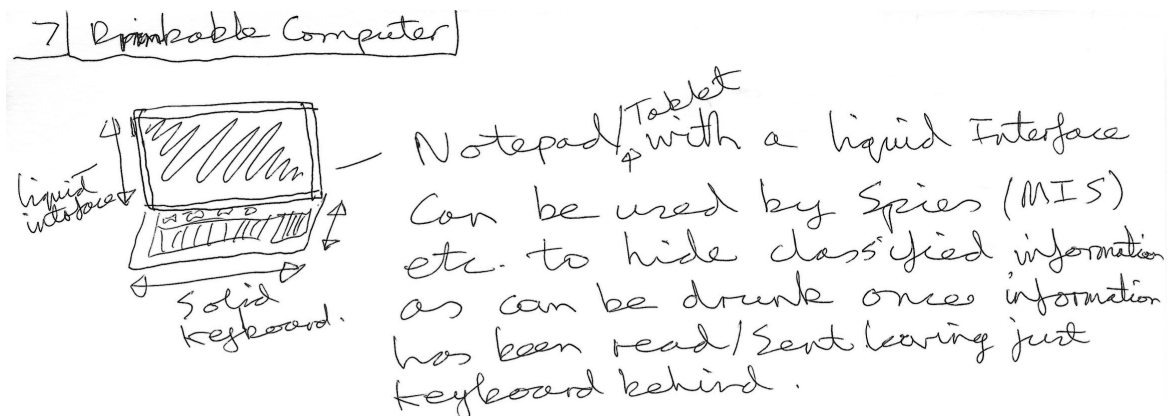 7 Drinkable Computer
Tablet
Notepad/ with a liquid Interface
Can be used by Spies (MI5)
etc. to hide classified information
as can be drunk once information
has been read/Sent leaving just
keyboard behind.
liquid
interface
Solid
keyboard.